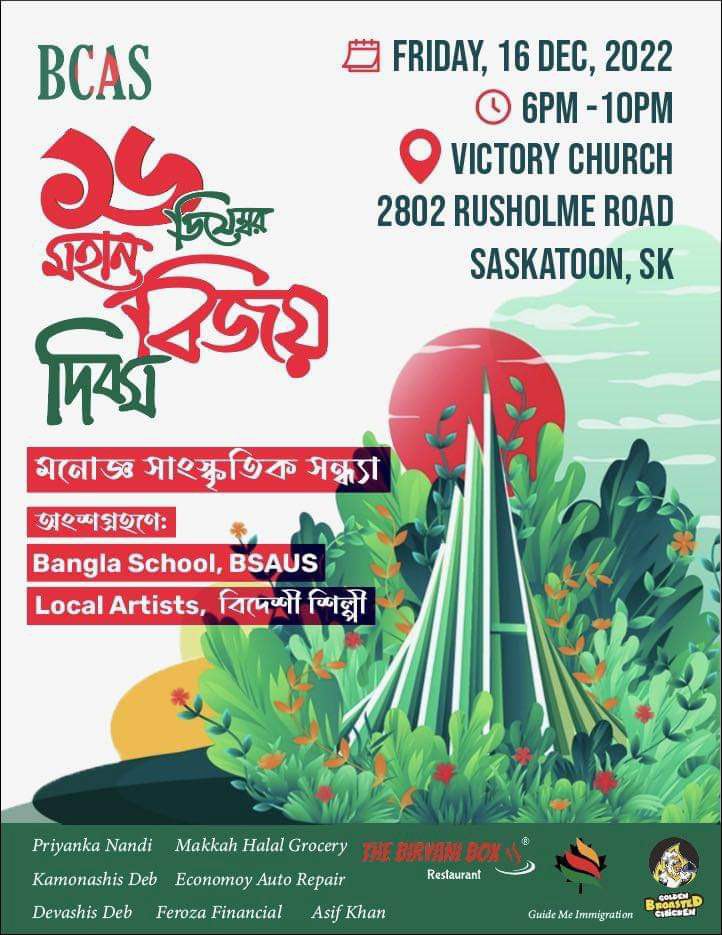 BCAS
FRIDAY, 16 DEC, 2022
6PM -10PM
VICTORY CHURCH
2802 RUSHOLME ROAD
SASKATOON, SK
১৬
ডিসেম্বর
মহান
বিজয়
দিবস
মনোজ্ঞ সাংস্কৃতিক সন্ধ্যা
অংশগ্রহণে:
Bangla School, BSAUS
Local Artists, বিদেশী শিল্পী
Priyanka Nandi Makkah Halal Grocery
Kamonashis Deb Economoy Auto Repair
Devashis Deb Feroza Financial Asif Khan
THE BIRYANI BOX ®
Restaurant
Guide Me Immigration
GOLDEN
BROASTED
CHICKEN